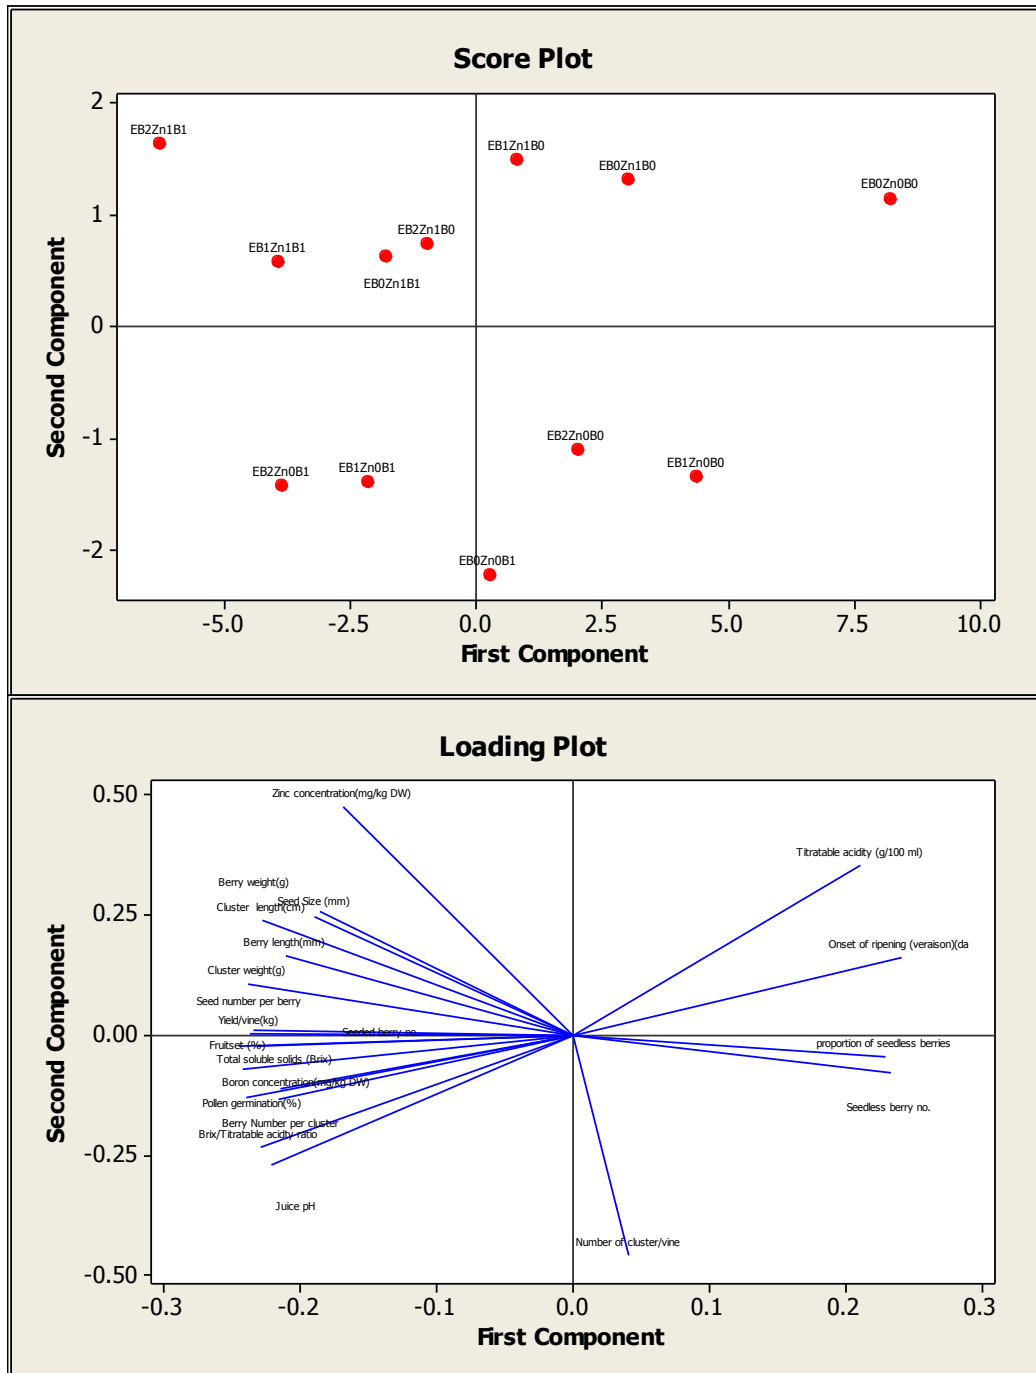 Score Plot
2
EB2Zn1B1
EB1Zn1B0
EB0Zn1B0
EB0Zn0B0
1
EB2Zn1B0
EB1Zn1B1
EB0Zn1B1
0
EB2Zn0B0
-1
EB1Zn0B0
EB2Zn0B1
EB1Zn0B1
-2
EB0Zn0B1
Second Component
-5.0 -2.5 0.0 2.5 5.0 7.5 10.0
First Component
Loading Plot
0.50
Zinc concentration(mg/kg DW)
Titratable acidity (g/100 ml)
Berry weight(g)
Seed Size (mm)
Cluster length(cm)
0.25
Berry length(mm)
Onset of ripening (veraison)(da
Cluster weight(g)
Seed number per berry
Yield/vine(kg)
Seeded berry no.
0.00
Fruitset (%)
proportion of seedless berries
Total soluble solids (Brix)
Boron concentration(mg/kg DW)
Pollen germination(%)
Seedless berry no.
Berry Number per cluster
Brix/Titratable acidty ratio
-0.25
Juice pH
Number of cluster/vine
-0.50
Second Component
-0.3 -0.2 -0.1 0.0 0.1 0.2 0.3
First Component